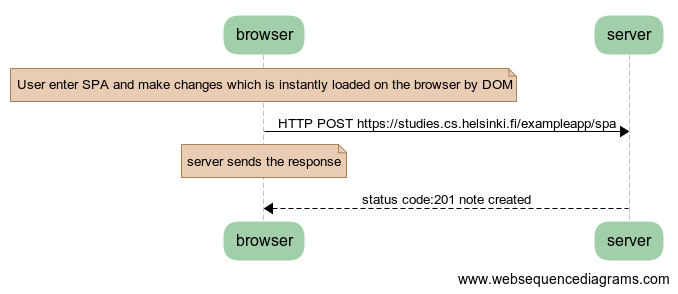 browser server
User enter SPA and make changes which is instantly loaded on the browser by DOM
HTTP POST https://studies.cs.helsinki.fi/exampleapp/spa
server sends the response
status code:201 note created
browser server
www.websequencediagrams.com